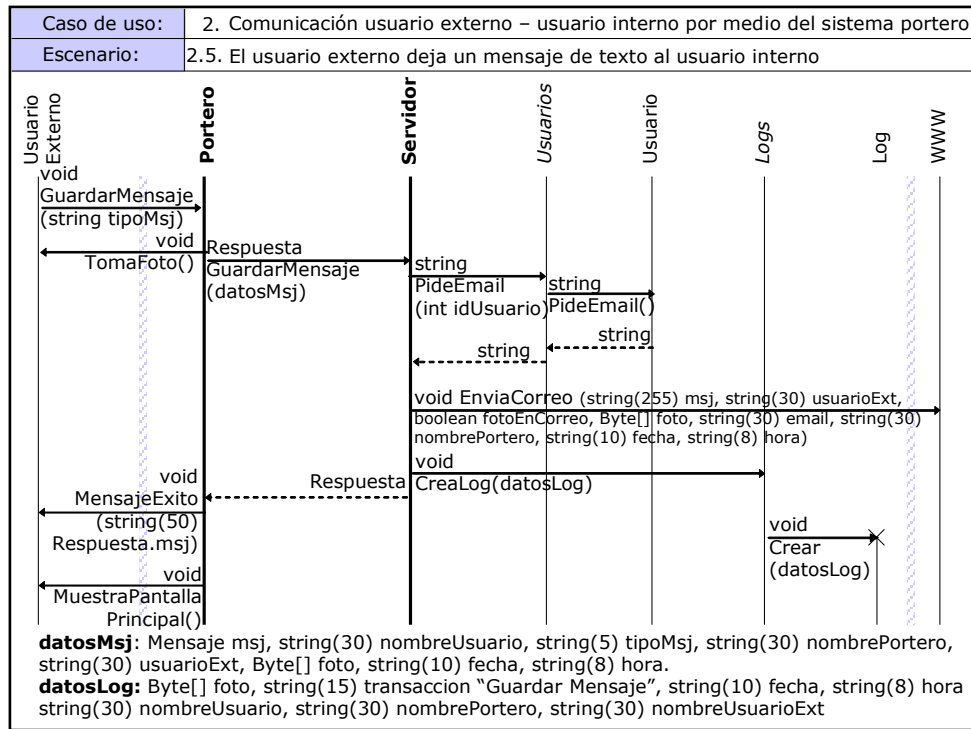 Caso de uso:
2. Comunicación usuario externo – usuario interno por medio del sistema portero
Escenario:
2.5. El usuario externo deja un mensaje de texto al usuario interno
Usuario
Externo
Portero
Servidor
Usuarios
Usuario
Logs
Log
WWW
void
GuardarMensaje
(string tipoMsj)
void
TomaFoto()
Respuesta
GuardarMensaje
(datosMsj)
string
PideEmail
(int idUsuario)
string
PideEmail()
string
string
void EnviaCorreo (string(255) msj, string(30) usuarioExt,
boolean fotoEnCorreo, Byte[] foto, string(30) email, string(30)
nombrePortero, string(10) fecha, string(8) hora)
void
CreaLog(datosLog)
Respuesta
void
MensajeExito
(string(50)
Respuesta.msj)
void
Crear
(datosLog)
void
MuestraPantalla
Principal()
datosMsj: Mensaje msj, string(30) nombreUsuario, string(5) tipoMsj, string(30) nombrePortero,
string(30) usuarioExt, Byte[] foto, string(10) fecha, string(8) hora.
datosLog: Byte[] foto, string(15) transaccion “Guardar Mensaje”, string(10) fecha, string(8) hora
string(30) nombreUsuario, string(30) nombrePortero, string(30) nombreUsuarioExt